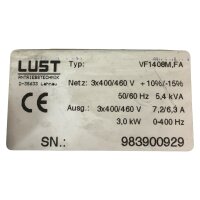 LUST
ANTRIEBSTECHNIK
D-35633 Lahnau
CE
Typ: VF1408M,FA
Netz: 3x400/460 V +10%/-15%
50/60 Hz 5,4 kVA
Ausg.: 3x400/460 V 7,2/6,3 A
3,0 kW 0-400 Hz
SN.: 983900929